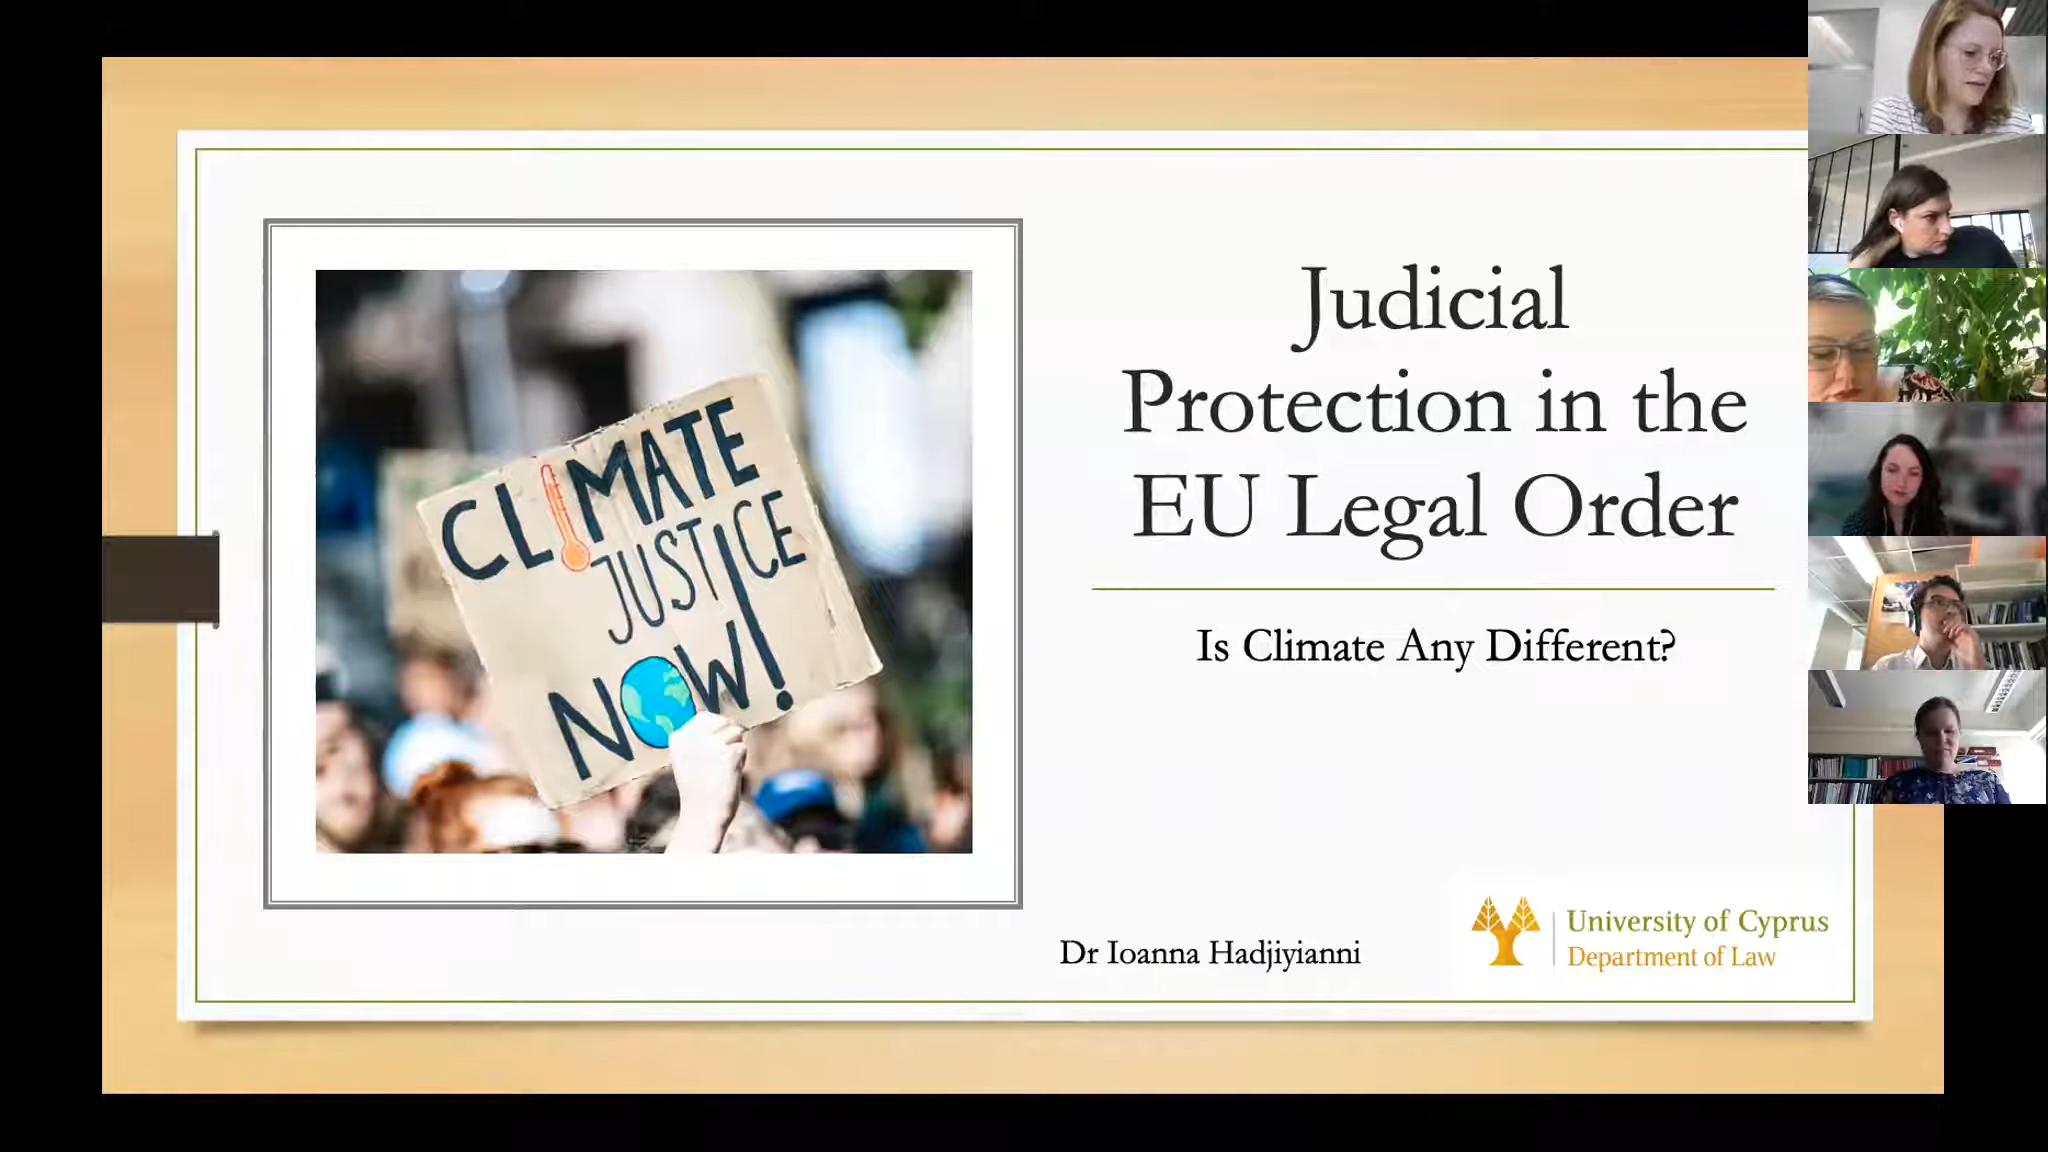 CLIMATE
JUSTICE
NOW!
Judicial
Protection in the
EU Legal Order
Is Climate Any Different?
Dr Ioanna Hadjiyianni
University of Cyprus
Department of Law